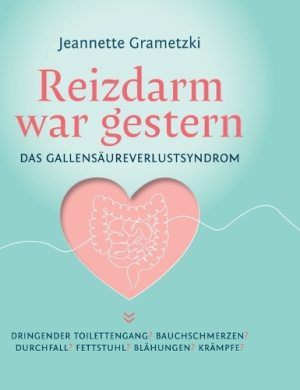 Jeannette Grametzki
Reizdarm
war gestern
DAS GALLENSÄUREVERLUSTSYNDROM
DRINGENDER TOILETTENGANG? BAUCHSCHMERZEN?
DURCHFALL? FETTSTUHL? BLÄHUNGEN? KRÄMPFE?